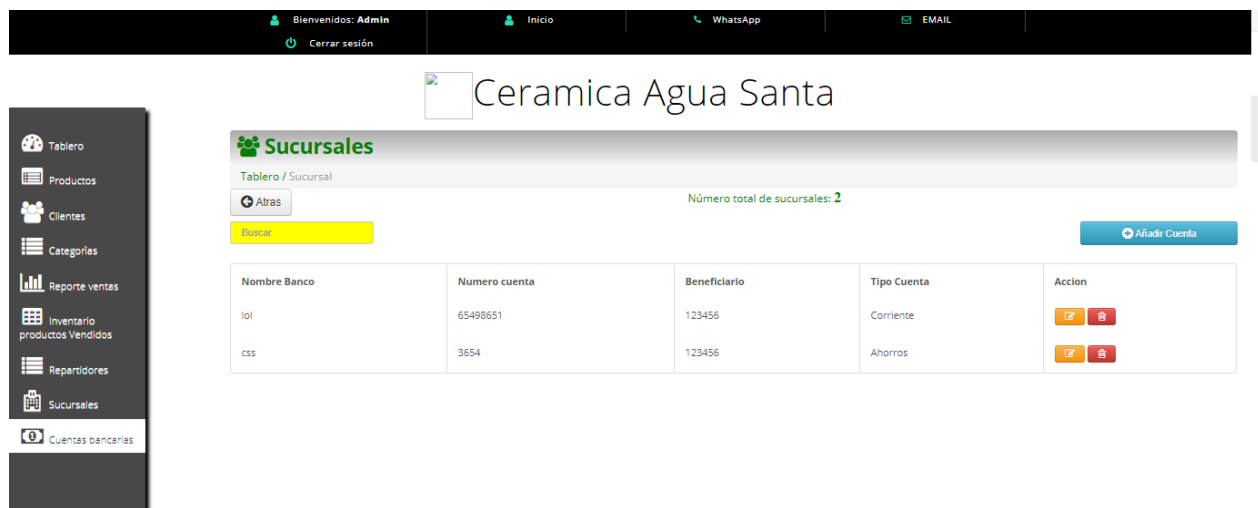 Bienvenidos: Admin
Inicio
WhatsApp
EMAIL
Cerrar sesión
Ceramica Agua Santa
Tablero
Productos
Clientes
Categorias
Reporte ventas
Inventario
productos Vendidos
Repartidores
Sucursales
Cuentas bancarias
Sucursales
Tablero / Sucursal
Atras
Número total de sucursales: 2
Buscar
Añadir Cuenta
Nombre Banco Numero cuenta Beneficiario Tipo Cuenta Accion
lol 65498651 123456 Corriente
css 3654 123456 Ahorros